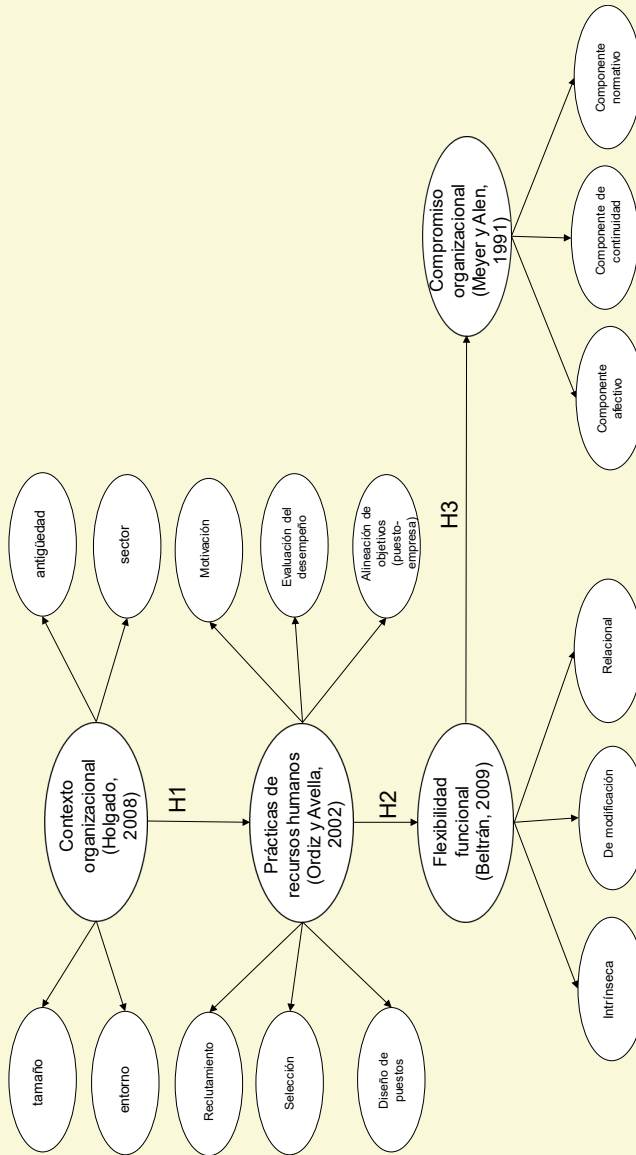 tamaño
entorno
Contexto
organizacional
(Holgado,
2008)
antigüedad
sector
H1
Reclutamiento
Selección
Diseño de
puestos
Prácticas de
recursos humanos
(Ordiz y Avella,
2002)
Motivación
Evaluación del
desempeño
Alineación de
objetivos
(puesto-
empresa)
H2
Flexibilidad
funcional
(Beltrán, 2009)
H3
Compromiso
organizacional
(Meyer y Alen,
1991)
Intrínseca
De modificación
Relacional
Componente
afectivo
Componente de
continuidad
Componente
normativo